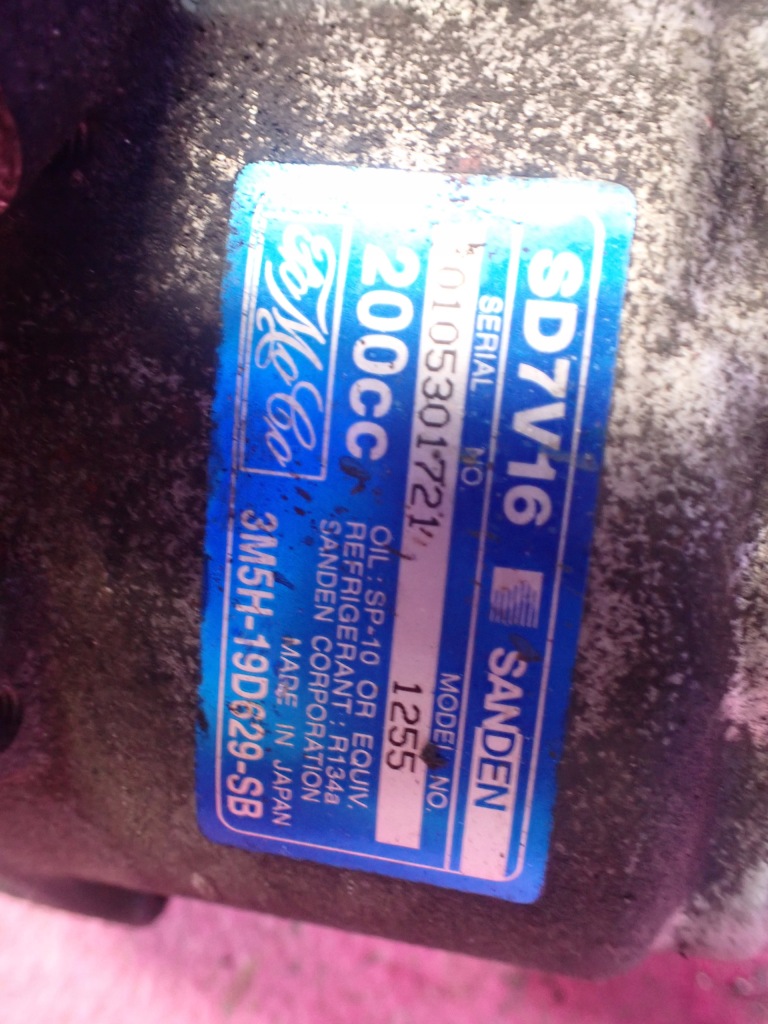 SD7V16 SANDEN
SERIAL NO. MODEL NO.
0105301721 1255
200cc
OIL : SP-10 OR EQUIV.
REFRIGERANT : R134a
SANDEN CORPORATION
MADE IN JAPAN
FoMoCo
3M5H-19D629-SB